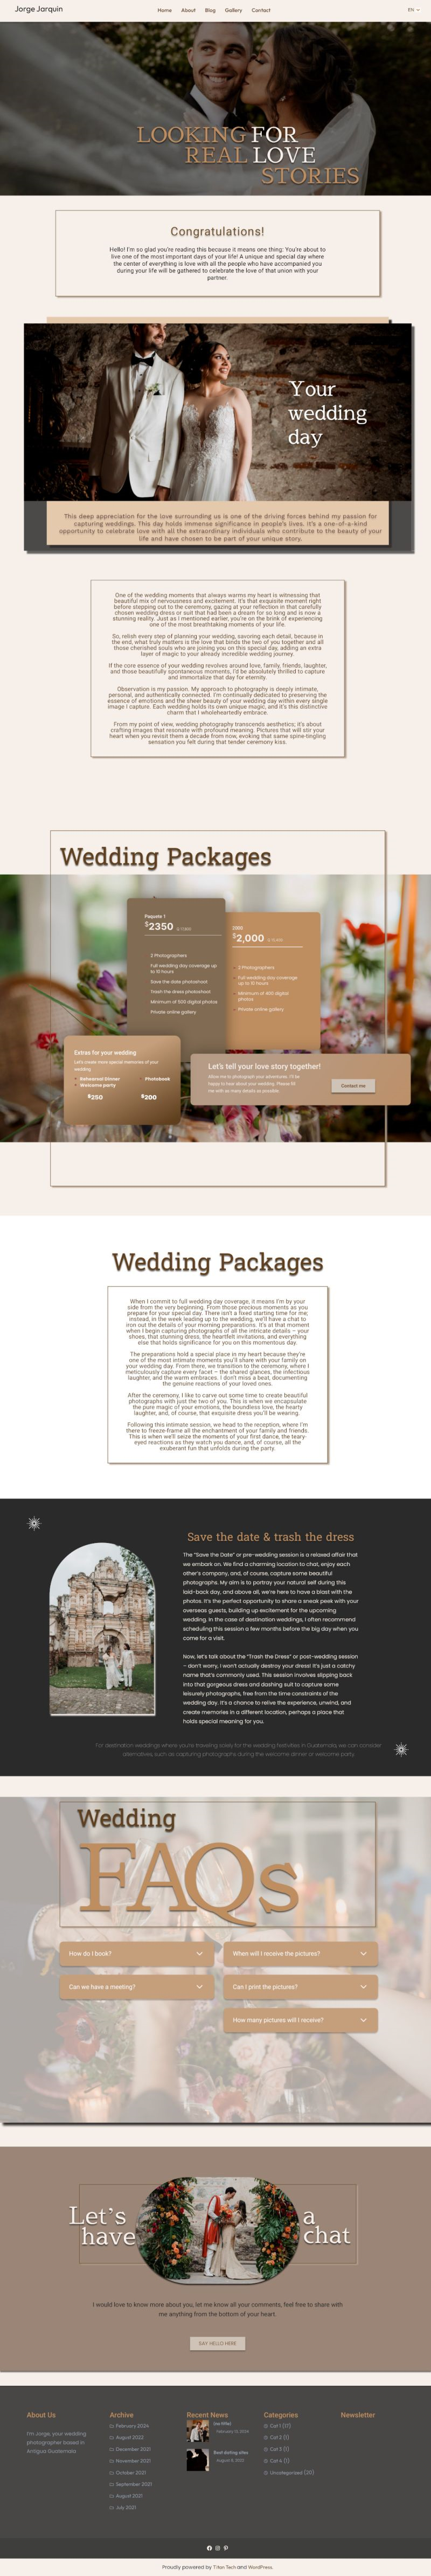 Jorge Jarquin
Home About Blog Gallery Contact
EN
LOOKING FOR
REAL LOVE
STORIES
Congratulations!
Hello! I'm so glad you're reading this because it means one thing: You're about to
live one of the most important days of your life! A unique and special day where
the center of everything is love with all the people who have accompanied you
during your life will be gathered to celebrate the love of that union with your
partner.
Your
wedding
day
This deep appreciation for the love surrounding us is one of the driving forces behind my passion for
capturing weddings. This day holds immense significance in people's lives. It's a one-of-a-kind
opportunity to celebrate love with all the extraordinary individuals who contribute to the beauty of your
life and have chosen to be part of your unique story.
One of the wedding moments that always warms my heart is witnessing that
beautiful mix of nervousness and excitement. It's that exquisite moment right
before stepping out to the ceremony, gazing at your reflection in that carefully
chosen wedding dress or suit that had been a dream for so long and is now a
stunning reality. Just as I mentioned earlier, you're on the brink of experiencing
one of the most breathtaking moments of your life.
So, relish every step of planning your wedding, savoring each detail, because in
the end, what truly matters is the love that binds the two of you together and all
those cherished souls who are joining you on this special day, adding an extra
layer of magic to your already incredible wedding journey.
If the core essence of your wedding revolves around love, family, friends, laughter,
and those beautifully spontaneous moments, I'd be absolutely thrilled to capture
and immortalize that day for eternity.
Observation is my passion. My approach to photography is deeply intimate,
personal, and authentically connected. I'm continually dedicated to preserving the
essence of emotions and the sheer beauty of your wedding day within every single
image I capture. Each wedding holds its own unique magic, and it's this distinctive
charm that I wholeheartedly embrace.
From my point of view, wedding photography transcends aesthetics; it's about
crafting images that resonate with profound meaning. Pictures that will stir your
heart when you revisit them a decade from now, evoking that same spine-tingling
sensation you felt during that tender ceremony kiss.
Wedding Packages
Paquete 1
$2350
2 Photographers
Full wedding day coverage up
to 10 hours
Save the date photoshoot
Trash the dress photoshoot
Minimum of 500 digital photos
Private online gallery
$2,000
2 Photographers
Full wedding day coverage
up to 10 hours
Minimum of 400 digital
photos
Private online gallery
Extras for your wedding
Let's create more special memories of your
wedding
Rehearsal Dinner
Welcome party
$250
Photobook
$200
Let's tell your love story together!
Allow me to photograph your adventures. I'll be
happy to hear about your wedding. Please fill
me with as many details as possible.
Contact me
Wedding Packages
When I commit to full wedding day coverage, it means I'm by your
side from the very beginning. From those precious moments as you
prepare for your special day. There isn't a fixed starting time for me;
instead, in the week leading up to the wedding, we'll have a chat to
iron out the details of your morning preparations. It's at that moment
when I begin capturing photographs of all the intricate details – your
shoes, that stunning dress, the heartfelt invitations, and everything
else that holds significance for you on this momentous day.
The preparations hold a special place in my heart because they're
one of the most intimate moments you'll share with your family on
your wedding day. From there, we transition to the ceremony, where I
meticulously capture every facet – the shared glances, the infectious
laughter, and the warm embraces. I don't miss a beat, documenting
the genuine reactions of your loved ones.
After the ceremony, I like to carve out some time to create beautiful
photographs with just the two of you. This is when we encapsulate
the pure magic of your emotions, the boundless love, the hearty
laughter, and, of course, that exquisite dress you'll be wearing.
Following this intimate session, we head to the reception, where I'm
there to freeze-frame all the enchantment of your family and friends.
This is when we'll seize the moments of your first dance, the teary-
eyed reactions as they watch you dance, and, of course, all the
exuberant fun that unfolds during the party.
Save the date & trash the dress
The "Save the Date" or pre-wedding session is a relaxed affair that
we embark on. We find a charming location to chat, enjoy each
other's company, and, of course, capture some beautiful
photographs. My aim is to portray your natural self during this
laid-back day, and above all, we're here to have a blast with the
photos. It's the perfect opportunity to share a sneak peek with your
overseas guests, building up excitement for the upcoming
wedding. In the case of destination weddings, I often recommend
scheduling this session a few months before the big day when you
come for a visit.
Now, let's talk about the "Trash the Dress" or post-wedding session
- don't worry, I won't actually destroy your dress! It's just a catchy
name that's commonly used. This session involves slipping back
into that gorgeous dress and dashing suit to capture some
leisurely photographs, free from the time constraints of the
wedding day. It's a chance to relive the experience, unwind, and
create memories in a different location, perhaps a place that
holds special meaning for you.
For destination weddings where you're traveling solely for the wedding festivities in Guatemala, we can consider
alternatives, such as capturing photographs during the welcome dinner or welcome party.
Wedding
FAQs
How do I book?
When will I receive the pictures?
Can we have a meeting?
Can I print the pictures?
How many pictures will I receive?
Let's
have
a
chat
I would love to know more about you, let me know all your comments, feel free to share with
me anything from the bottom of your heart.
SAY HELLO HERE
About Us
I'm Jorge, your wedding
photographer based in
Antigua Guatemala
Archive
February 2024
August 2022
December 2021
November 2021
October 2021
September 2021
August 2021
July 2021
Recent News
(no title)
February 13, 2024
Best dating sites
August 12, 2022
Categories
Cat 1 (17)
Cat 2 (1)
Cat 3 (1)
Cat 4 (1)
Uncategorized (30)
Newsletter
Proudly powered by Titan Tech and WordPress.